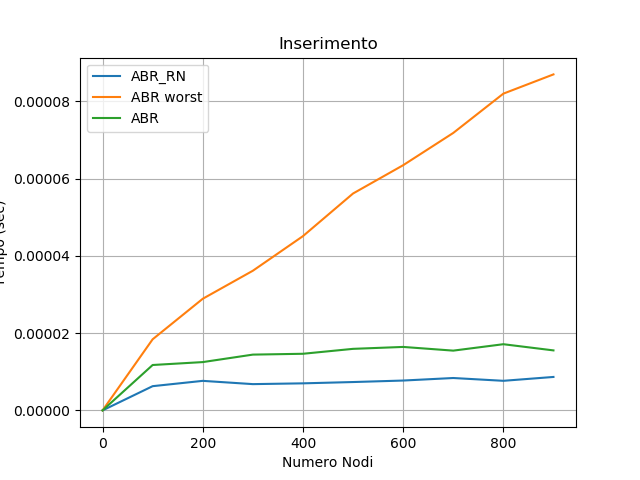 Inserimento
ABR_RN
ABR worst
ABR
0.00008
0.00006
0.00004
0.00002
0.00000
Tempo (sec)
0
200
400
600
800
Numero Nodi